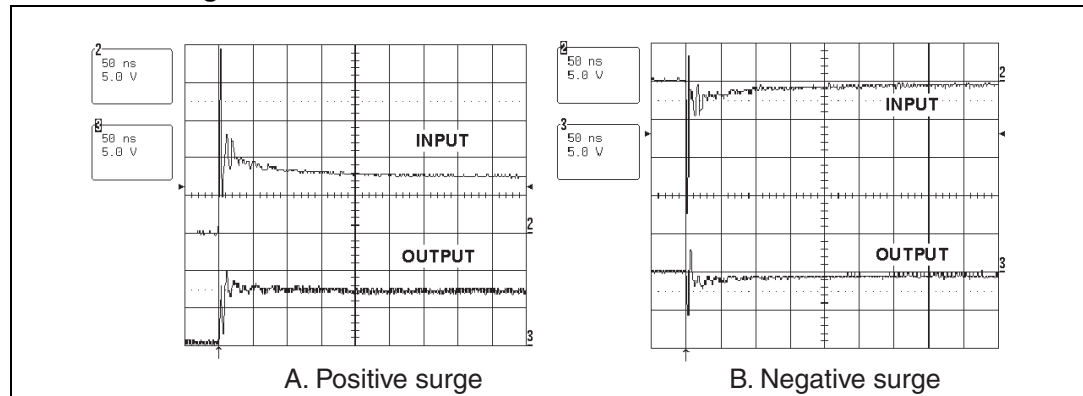 2
50 ns
5.0 V
3
50 ns
5.0 V
INPUT
2
OUTPUT
3
A. Positive surge
2
50 ns
5.0 V
3
50 ns
5.0 V
2
INPUT
OUTPUT
3
B. Negative surge